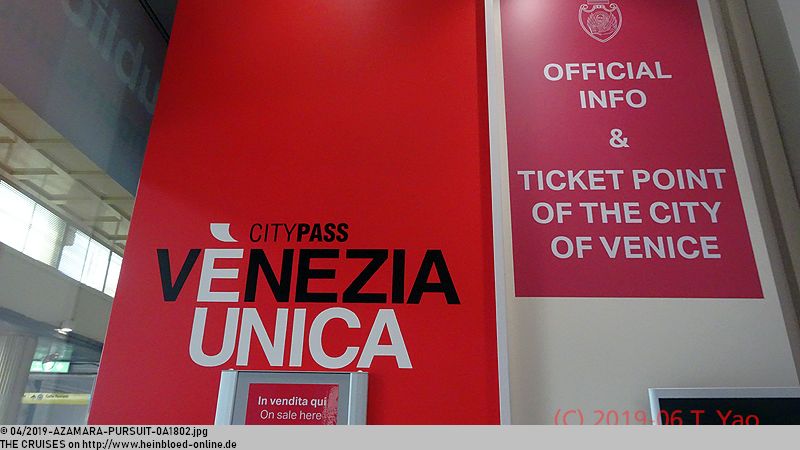 CITYPASS
VÈNEZIA
UNICA
In vendita qui
On sale here
OFFICIAL
INFO
&
TICKET POINT
OF THE CITY
OF VENICE
(C) 2019-06 T. Yao
© 04/2019-AZAMARA-PURSUIT-0A1802.jpg
THE CRUISES on http://www.heinbloed-online.de